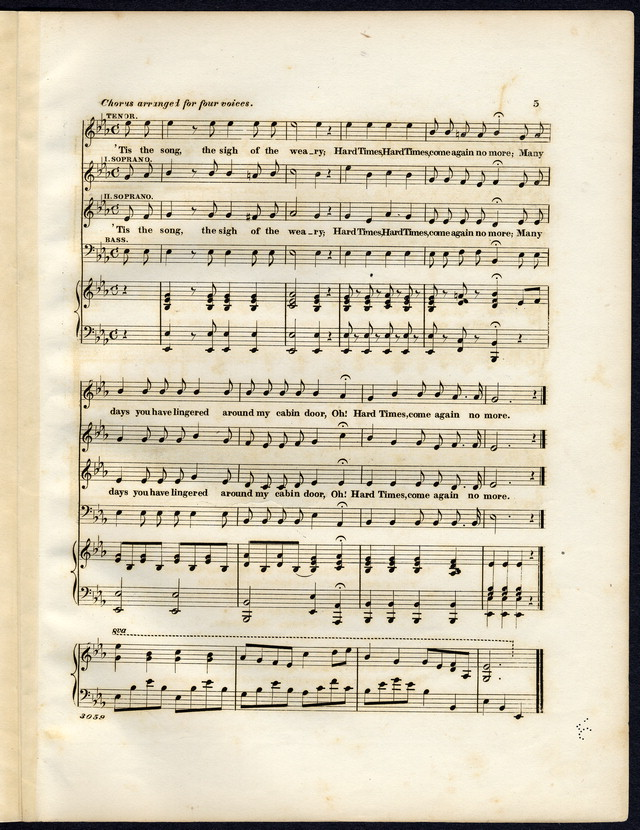 Chorus arranged for four voices.
5
TENOR.
'Tis the song, the sigh of the wea_ry; Hard Times, Hard Times, come again no more; Many
I. SOPRANO.
II. SOPRANO.
'Tis the song, the sigh of the wea_ry; Hard Times, Hard Times, come again no more; Many
BASS.
days you have lingered around my cabin door, Oh! Hard Times, come again no more.
days you have lingered around my cabin door, Oh! Hard Times, come again no more.
8va
3059